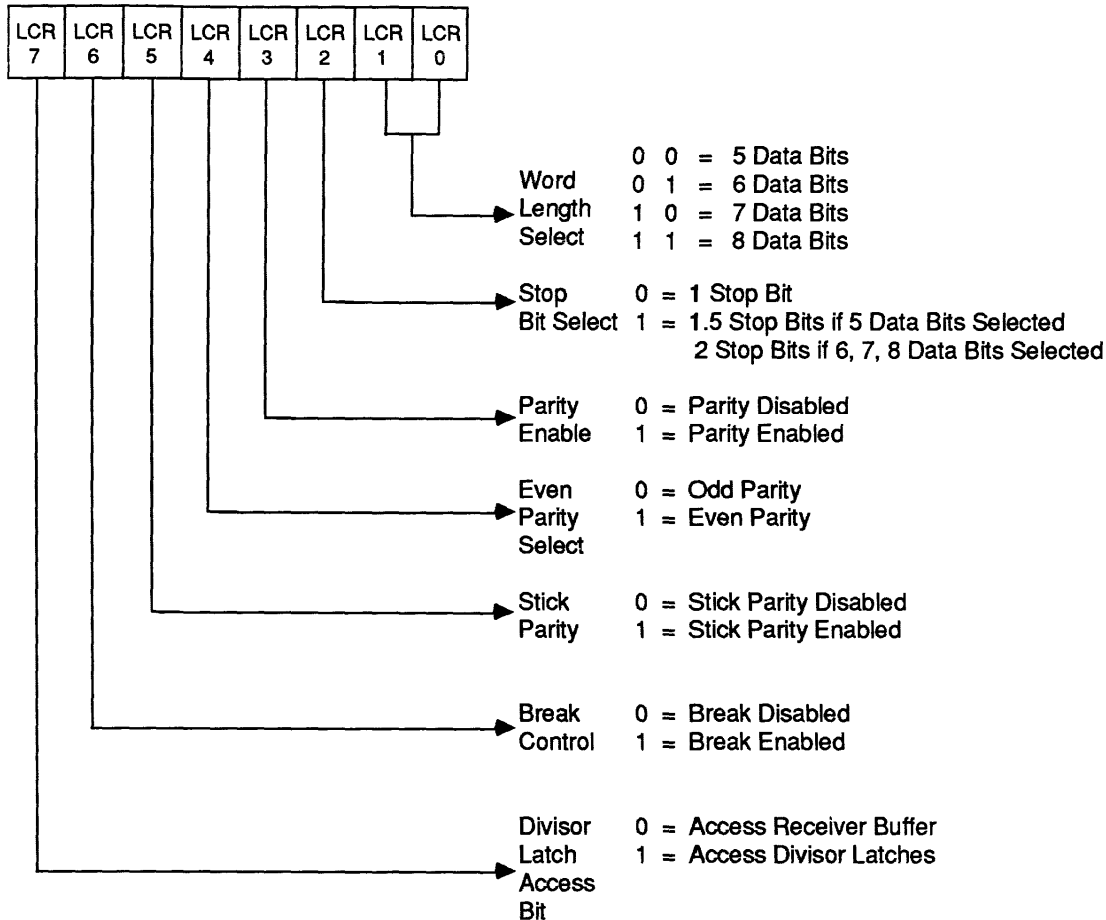 LCR 7 LCR 6 LCR 5 LCR 4 LCR 3 LCR 2 LCR 1 LCR 0
Word Length Select
0 0 = 5 Data Bits
0 1 = 6 Data Bits
1 0 = 7 Data Bits
1 1 = 8 Data Bits
Stop 0 = 1 Stop Bit
Bit Select 1 = 1.5 Stop Bits if 5 Data Bits Selected
2 Stop Bits if 6, 7, 8 Data Bits Selected
Parity 0 = Parity Disabled
Enable 1 = Parity Enabled
Even 0 = Odd Parity
Parity 1 = Even Parity
Select
Stick 0 = Stick Parity Disabled
Parity 1 = Stick Parity Enabled
Break 0 = Break Disabled
Control 1 = Break Enabled
Divisor 0 = Access Receiver Buffer
Latch 1 = Access Divisor Latches
Access
Bit